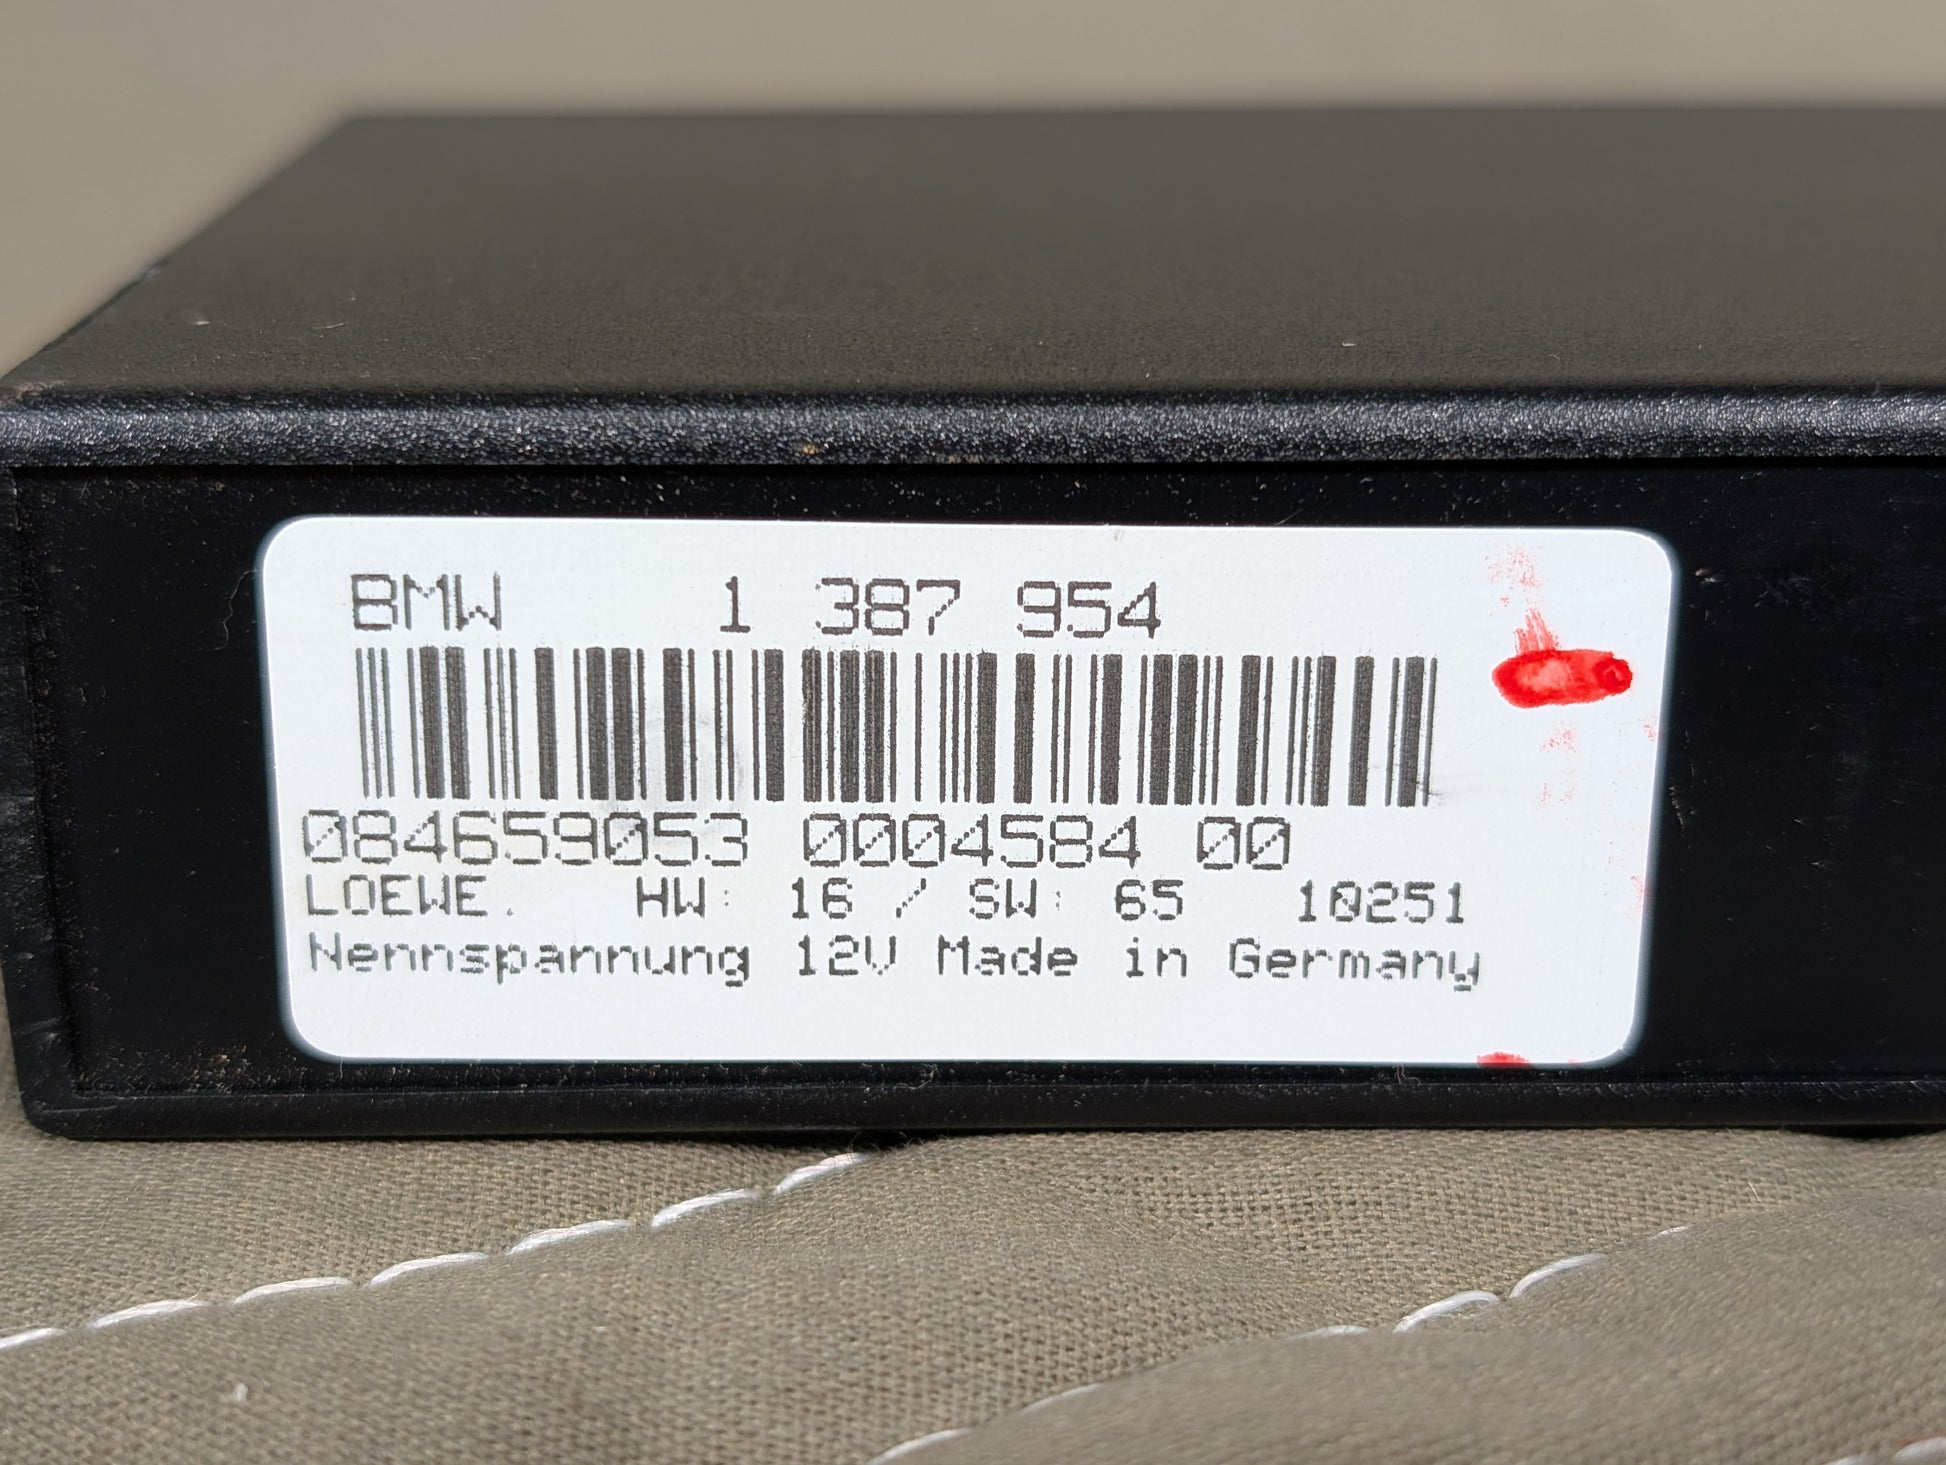 BMW 1 387 954
084659053 0004584 00
LOEWE. HW: 16 / SW: 65 10251
Nennspannung 12V Made in Germany